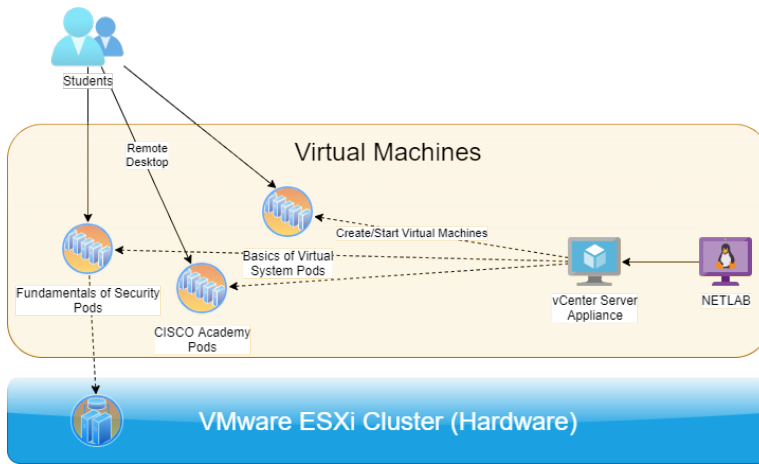 Students
Remote
Desktop
Virtual Machines
Create/Start Virtual Machines
Basics of Virtual
System Pods
Fundamentals of Security
Pods
CISCO Academy
Pods
vCenter Server
Appliance
NETLAB
VMware ESXi Cluster (Hardware)